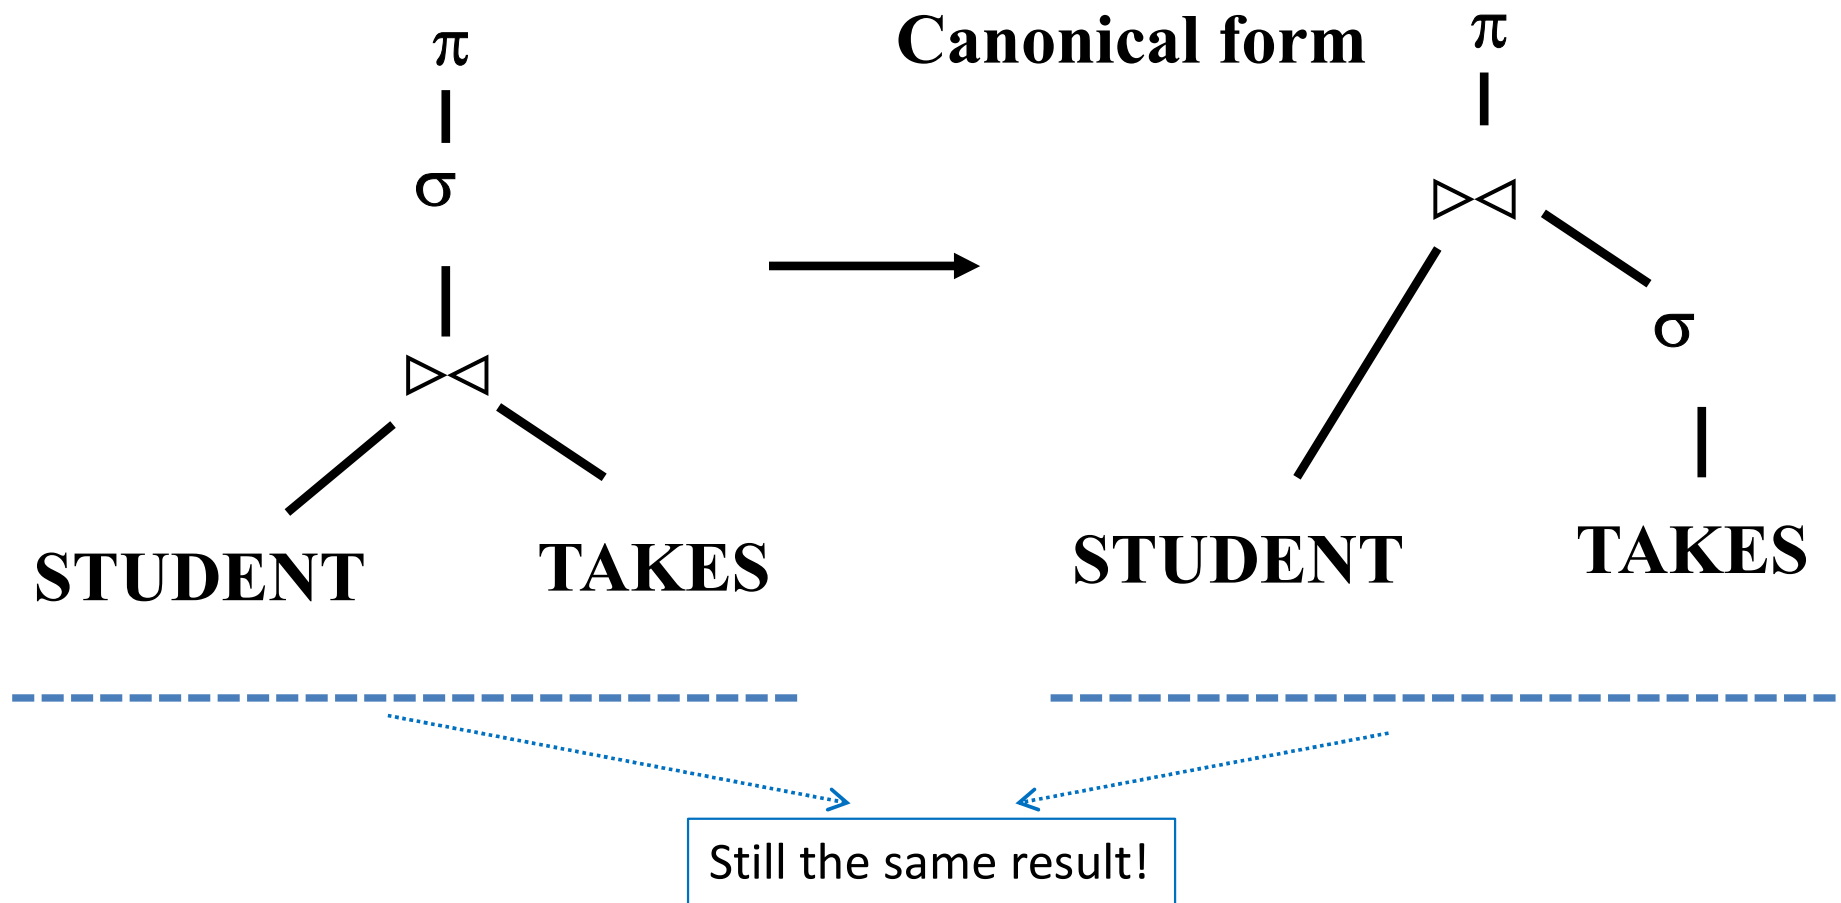 π
σ
⋈
STUDENT
TAKES
Canonical form
π
⋈
σ
STUDENT
TAKES
Still the same result!